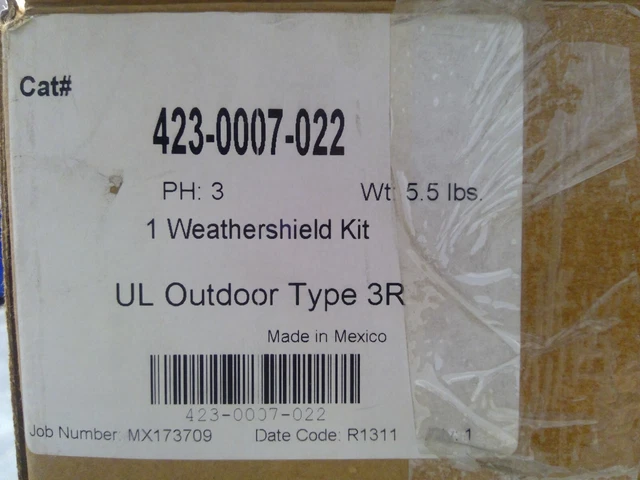 Cat#
423-0007-022
PH: 3 Wt: 5.5 lbs.
1 Weathershield Kit
UL Outdoor Type 3R
Made in Mexico
423-0007-022
Job Number MX173709 Date Code: R1311 : 1